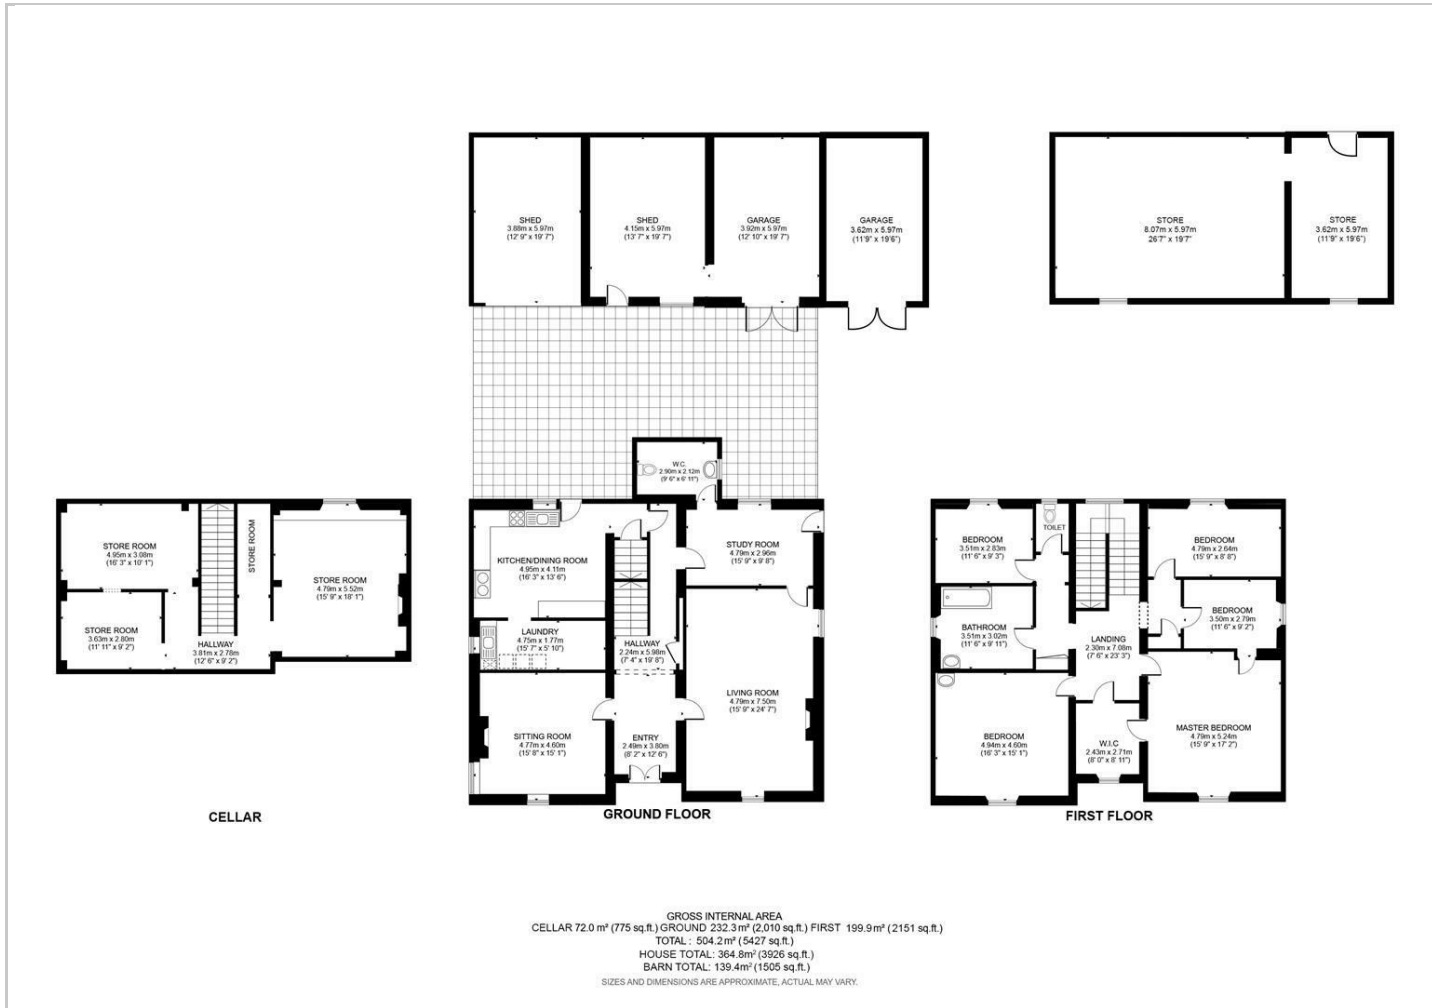 SHED
3.88m x 5.97m
(12' 9" x 19' 7")
SHED
4.15m x 5.97m
(13' 7" x 19' 7")
GARAGE
3.92m x 5.97m
(12' 10" x 19' 7")
GARAGE
3.62m x 5.97m
(11'9" x 19'6")
STORE
8.07m x 5.97m
26'7" x 19'7"
STORE
3.62m x 5.97m
(11'9" x 19'6")
STORE ROOM
4.95m x 3.08m
(16' 3" x 10' 1")
STORE ROOM
STORE ROOM
4.79m x 5.52m
(15' 9" x 18' 1")
STORE ROOM
3.63m x 2.80m
(11' 11" x 9' 2")
HALLWAY
3.81m x 2.78m
(12' 6" x 9' 2")
CELLAR
W.C.
2.90m x 2.12m
(9' 6" x 6' 11")
KITCHEN/DINING ROOM
4.95m x 4.11m
(16' 3" x 13' 6")
STUDY ROOM
4.79m x 2.96m
(15' 9" x 9' 8")
LAUNDRY
4.75m x 1.77m
(15' 7" x 5' 10")
HALLWAY
2.24m x 5.98m
(7' 4" x 19' 8")
LIVING ROOM
4.79m x 7.50m
(15' 9" x 24' 7")
SITTING ROOM
4.77m x 4.60m
(15' 8" x 15' 1")
ENTRY
2.49m x 3.80m
(8' 2" x 12' 6")
GROUND FLOOR
BEDROOM
3.51m x 2.83m
(11' 6" x 9' 3")
TOILET
BEDROOM
4.79m x 2.64m
(15' 9" x 8' 8")
BATHROOM
3.51m x 3.02m
(11' 6" x 9' 11")
LANDING
2.30m x 7.08m
(7' 6" x 23' 3")
BEDROOM
3.50m x 2.79m
(11' 6" x 9' 2")
BEDROOM
4.94m x 4.60m
(16' 3" x 15' 1")
W.I.C
2.43m x 2.71m
(8' 0" x 8' 11")
MASTER BEDROOM
4.79m x 5.24m
(15' 9" x 17' 2")
FIRST FLOOR
GROSS INTERNAL AREA
CELLAR 72.0 m² (775 sq.ft.) GROUND 232.3 m² (2,010 sq.ft.) FIRST 199.9 m² (2151 sq.ft.)
TOTAL : 504.2 m² (5427 sq.ft.)
HOUSE TOTAL: 364.8m² (3926 sq.ft.)
BARN TOTAL: 139.4m² (1505 sq.ft.)
SIZES AND DIMENSIONS ARE APPROXIMATE, ACTUAL MAY VARY.